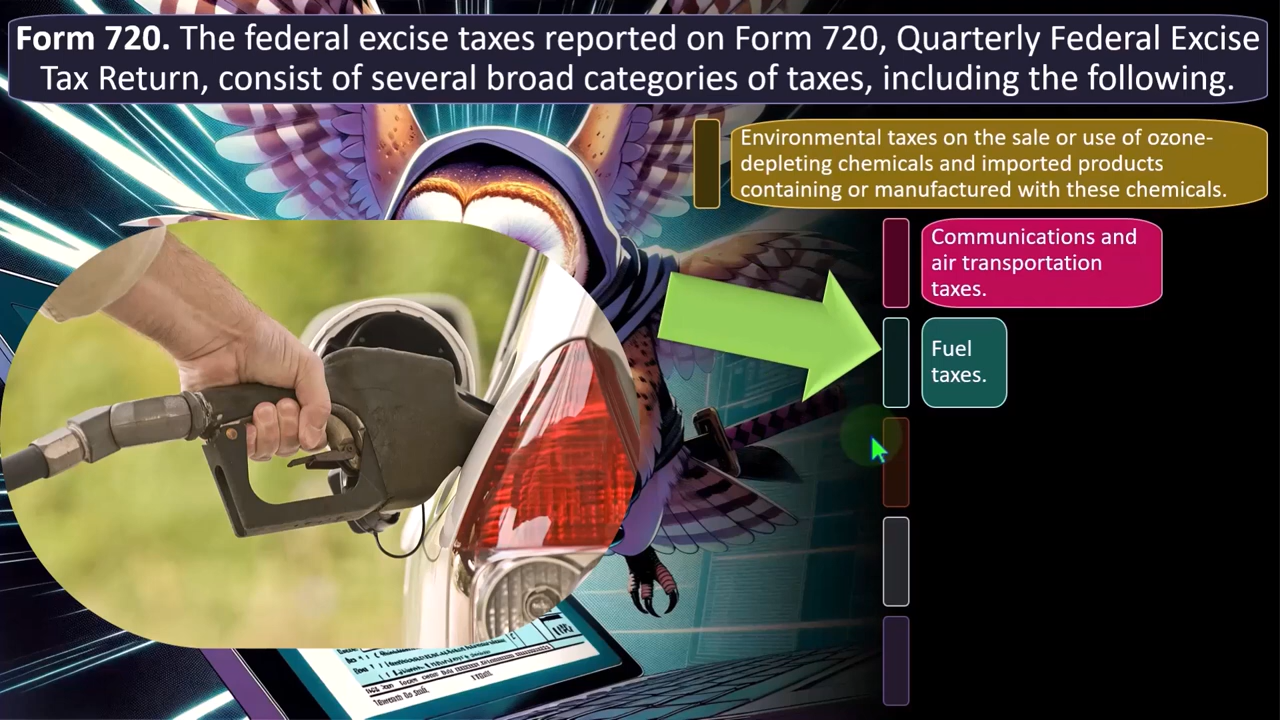 Form 720. The federal excise taxes reported on Form 720, Quarterly Federal Excise
Tax Return, consist of several broad categories of taxes, including the following.
Environmental taxes on the sale or use of ozone-
depleting chemicals and imported products
containing or manufactured with these chemicals.
Communications and
air transportation
taxes.
Fuel
taxes.